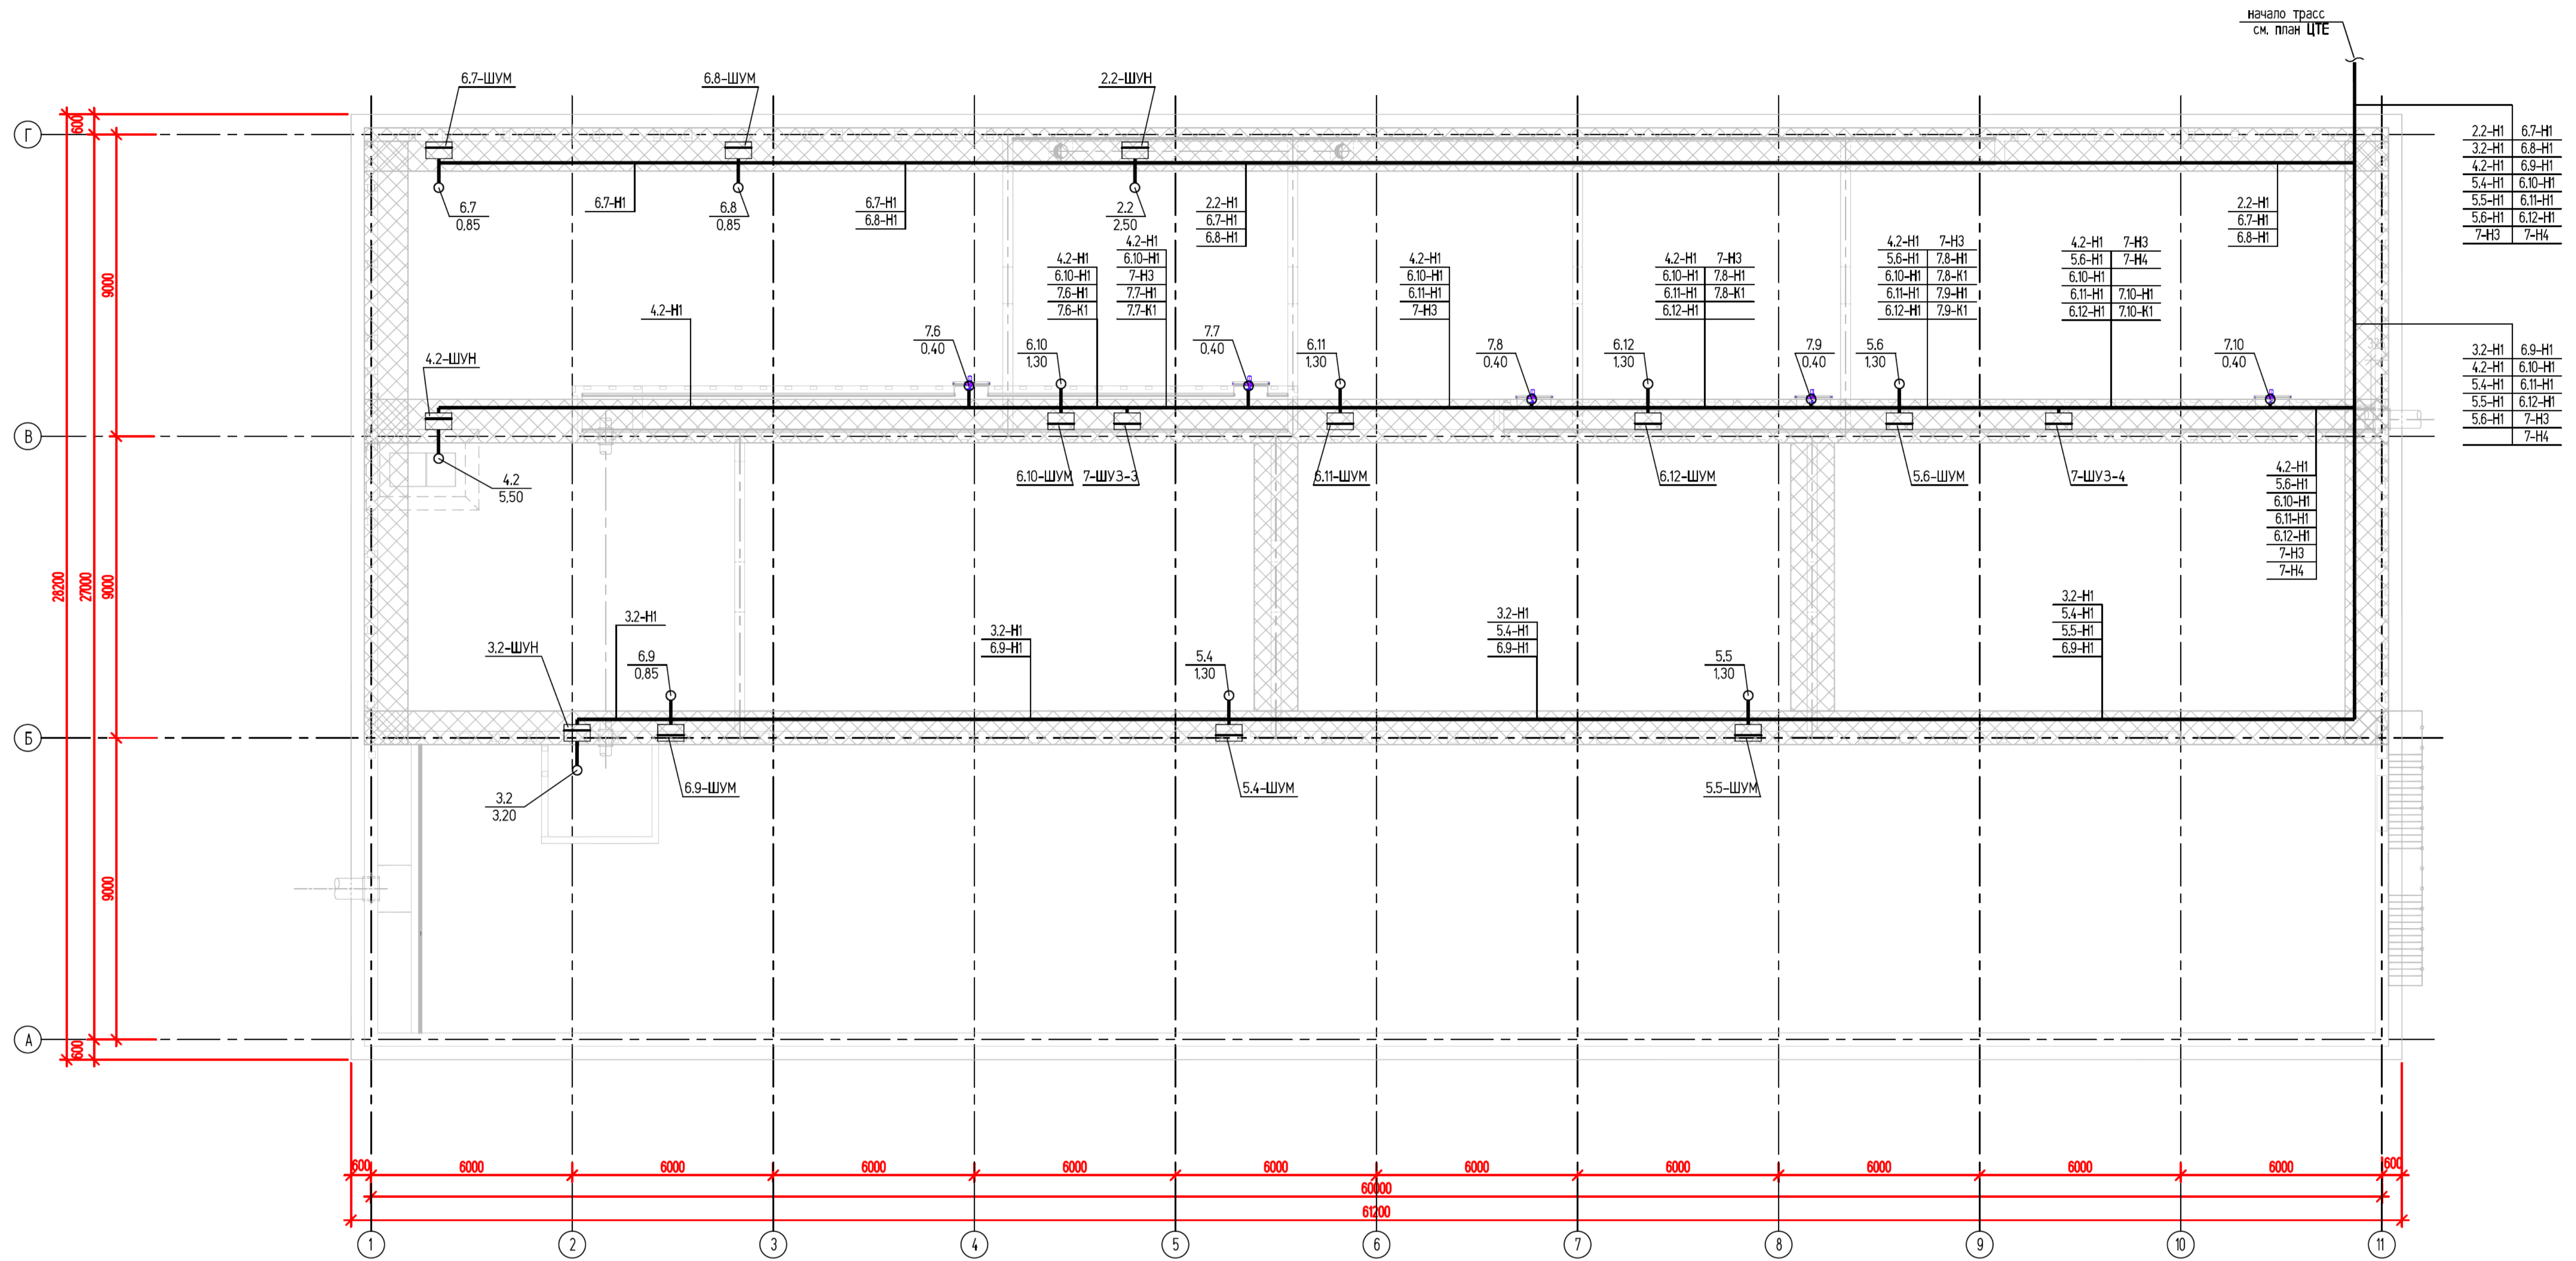 начало трасс
см. план ЦТЕ
6.7-ШУМ
6.8-ШУМ
2.2-ШУН
Г
600
2.2-Н1 6.7-Н1
3.2-Н1 6.8-Н1
4.2-Н1 6.9-Н1
5.4-Н1 6.10-Н1
5.5-Н1 6.11-Н1
5.6-Н1 6.12-Н1
7-Н3 7-Н4
6.7
0,85
6.7-Н1
6.8
0,85
6.7-Н1
6.8-Н1
2.2
2,50
2.2-Н1
6.7-Н1
6.8-Н1
2.2-Н1
6.7-Н1
6.8-Н1
9000
4.2-Н1
7.6
0,40
6.10
1,30
4.2-Н1
6.10-Н1
7.6-Н1
7.6-К1
4.2-Н1
6.10-Н1
7-Н3
7.7-Н1
7.7-К1
7.7
0,40
6.11
1,30
4.2-Н1
6.10-Н1
6.11-Н1
7-Н3
7.8
0,40
6.12
1,30
4.2-Н1 7-Н3
6.10-Н1 7.8-Н1
6.11-Н1 7.8-К1
6.12-Н1
7.9
0,40
5.6
1,30
4.2-Н1 7-Н3
5.6-Н1 7.8-Н1
6.10-Н1 7.8-К1
6.11-Н1 7.9-Н1
6.12-Н1 7.9-К1
4.2-Н1 7-Н3
5.6-Н1 7-Н4
6.10-Н1
6.11-Н1 7.10-Н1
6.12-Н1 7.10-К1
7.10
0,40
3.2-Н1 6.9-Н1
4.2-Н1 6.10-Н1
5.4-Н1 6.11-Н1
5.5-Н1 6.12-Н1
5.6-Н1 7-Н3
7-Н4
4.2-ШУН
В
4.2
5,50
6.10-ШУМ
7-ШУЗ-3
6.11-ШУМ
6.12-ШУМ
5.6-ШУМ
7-ШУЗ-4
4.2-Н1
5.6-Н1
6.10-Н1
6.11-Н1
6.12-Н1
7-Н3
7-Н4
28200
27000
9000
3.2-ШУН
3.2-Н1
6.9
0,85
3.2-Н1
6.9-Н1
5.4
1,30
3.2-Н1
5.4-Н1
6.9-Н1
5.5
1,30
3.2-Н1
5.4-Н1
5.5-Н1
6.9-Н1
Б
3.2
3,20
6.9-ШУМ
5.4-ШУМ
5.5-ШУМ
9000
А
600
600 6000 6000 6000 6000 6000 6000 6000 6000 6000 6000 600
60000
61200
1 2 3 4 5 6 7 8 9 10 11